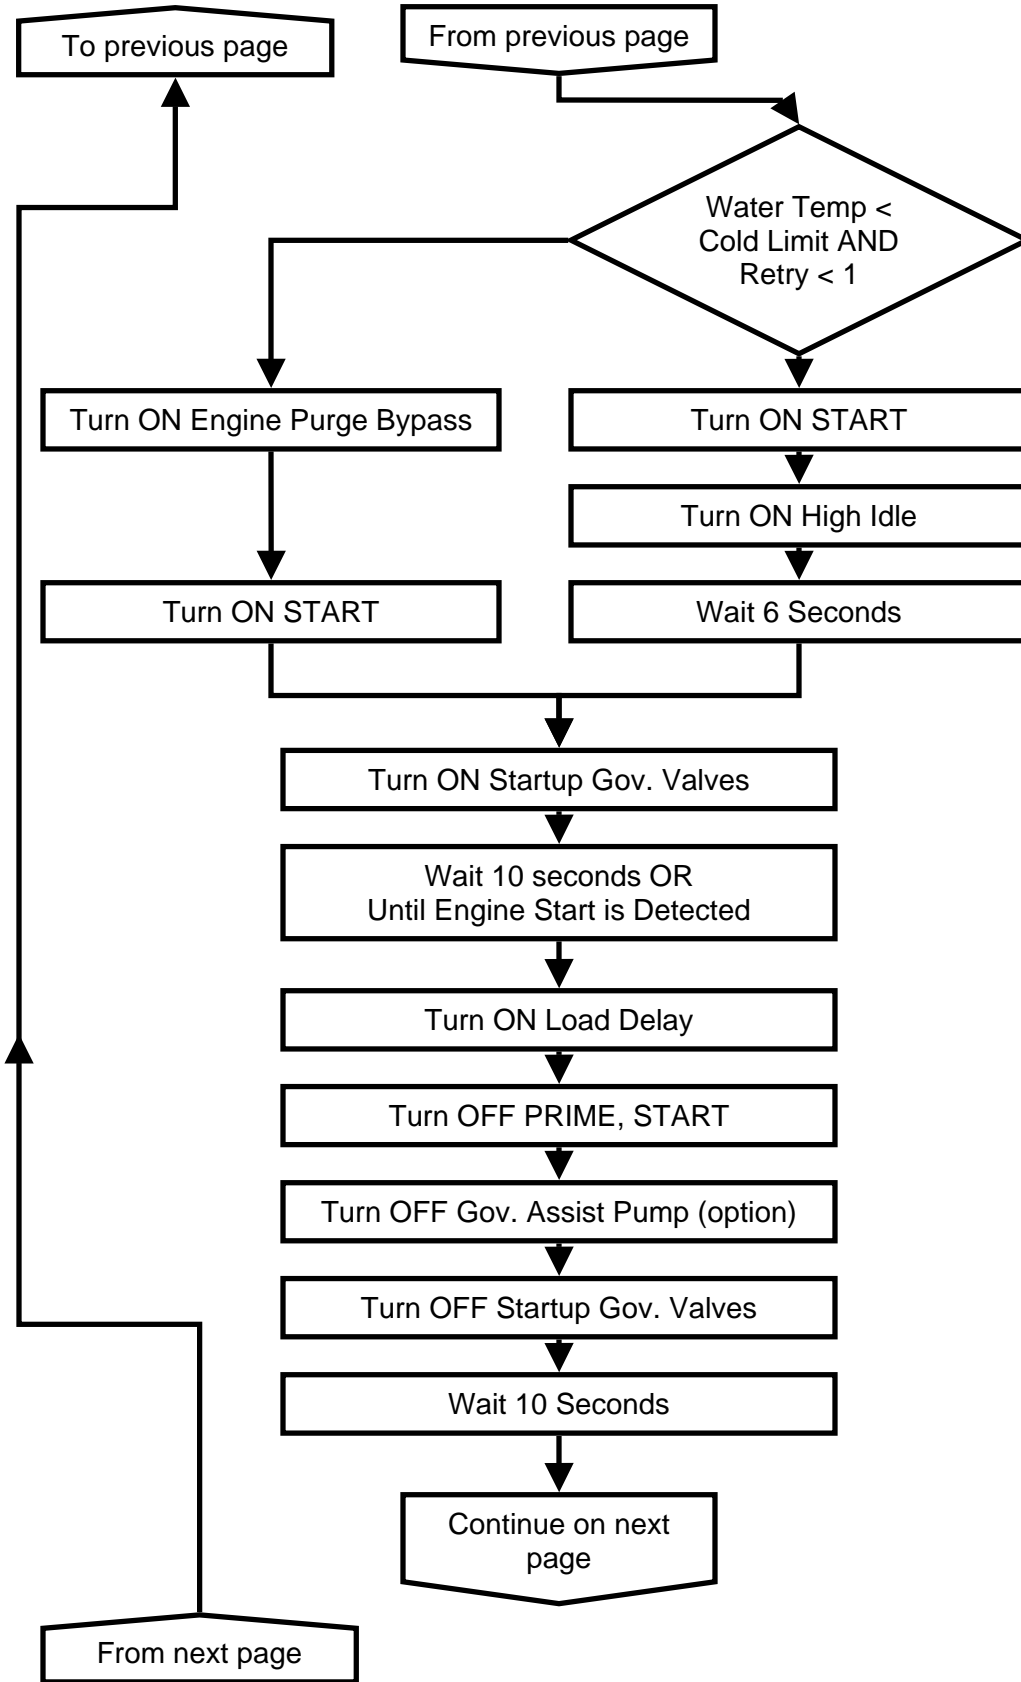 To previous page
From previous page
Water Temp <
Cold Limit AND
Retry < 1
Turn ON Engine Purge Bypass
Turn ON START
Turn ON High Idle
Turn ON START
Wait 6 Seconds
Turn ON Startup Gov. Valves
Wait 10 seconds OR
Until Engine Start is Detected
Turn ON Load Delay
Turn OFF PRIME, START
Turn OFF Gov. Assist Pump (option)
Turn OFF Startup Gov. Valves
Wait 10 Seconds
Continue on next
page
From next page